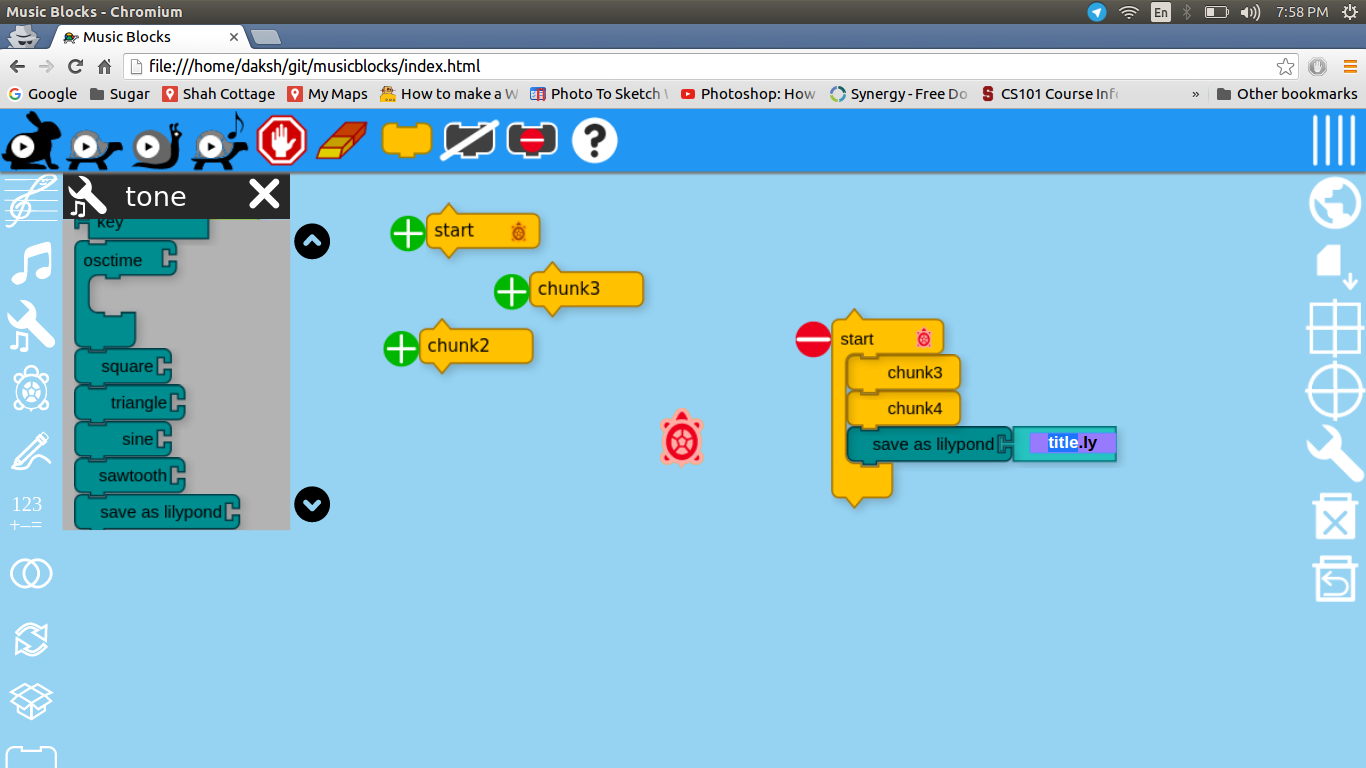 Music Blocks - Chromium
En
7:58 PM
Music Blocks
file:///home/daksh/git/musicblocks/index.html
Google
Sugar
Shah Cottage
My Maps
How to make a
Photo To Sketch
Photoshop: How
Synergy - Free Do
CS101 Course Inf
»
Other bookmarks
?
tone
key
osctime
square
triangle
sine
sawtooth
save as lilypond
123
+–=
start
chunk3
chunk2
start
chunk3
chunk4
save as lilypond
title.ly